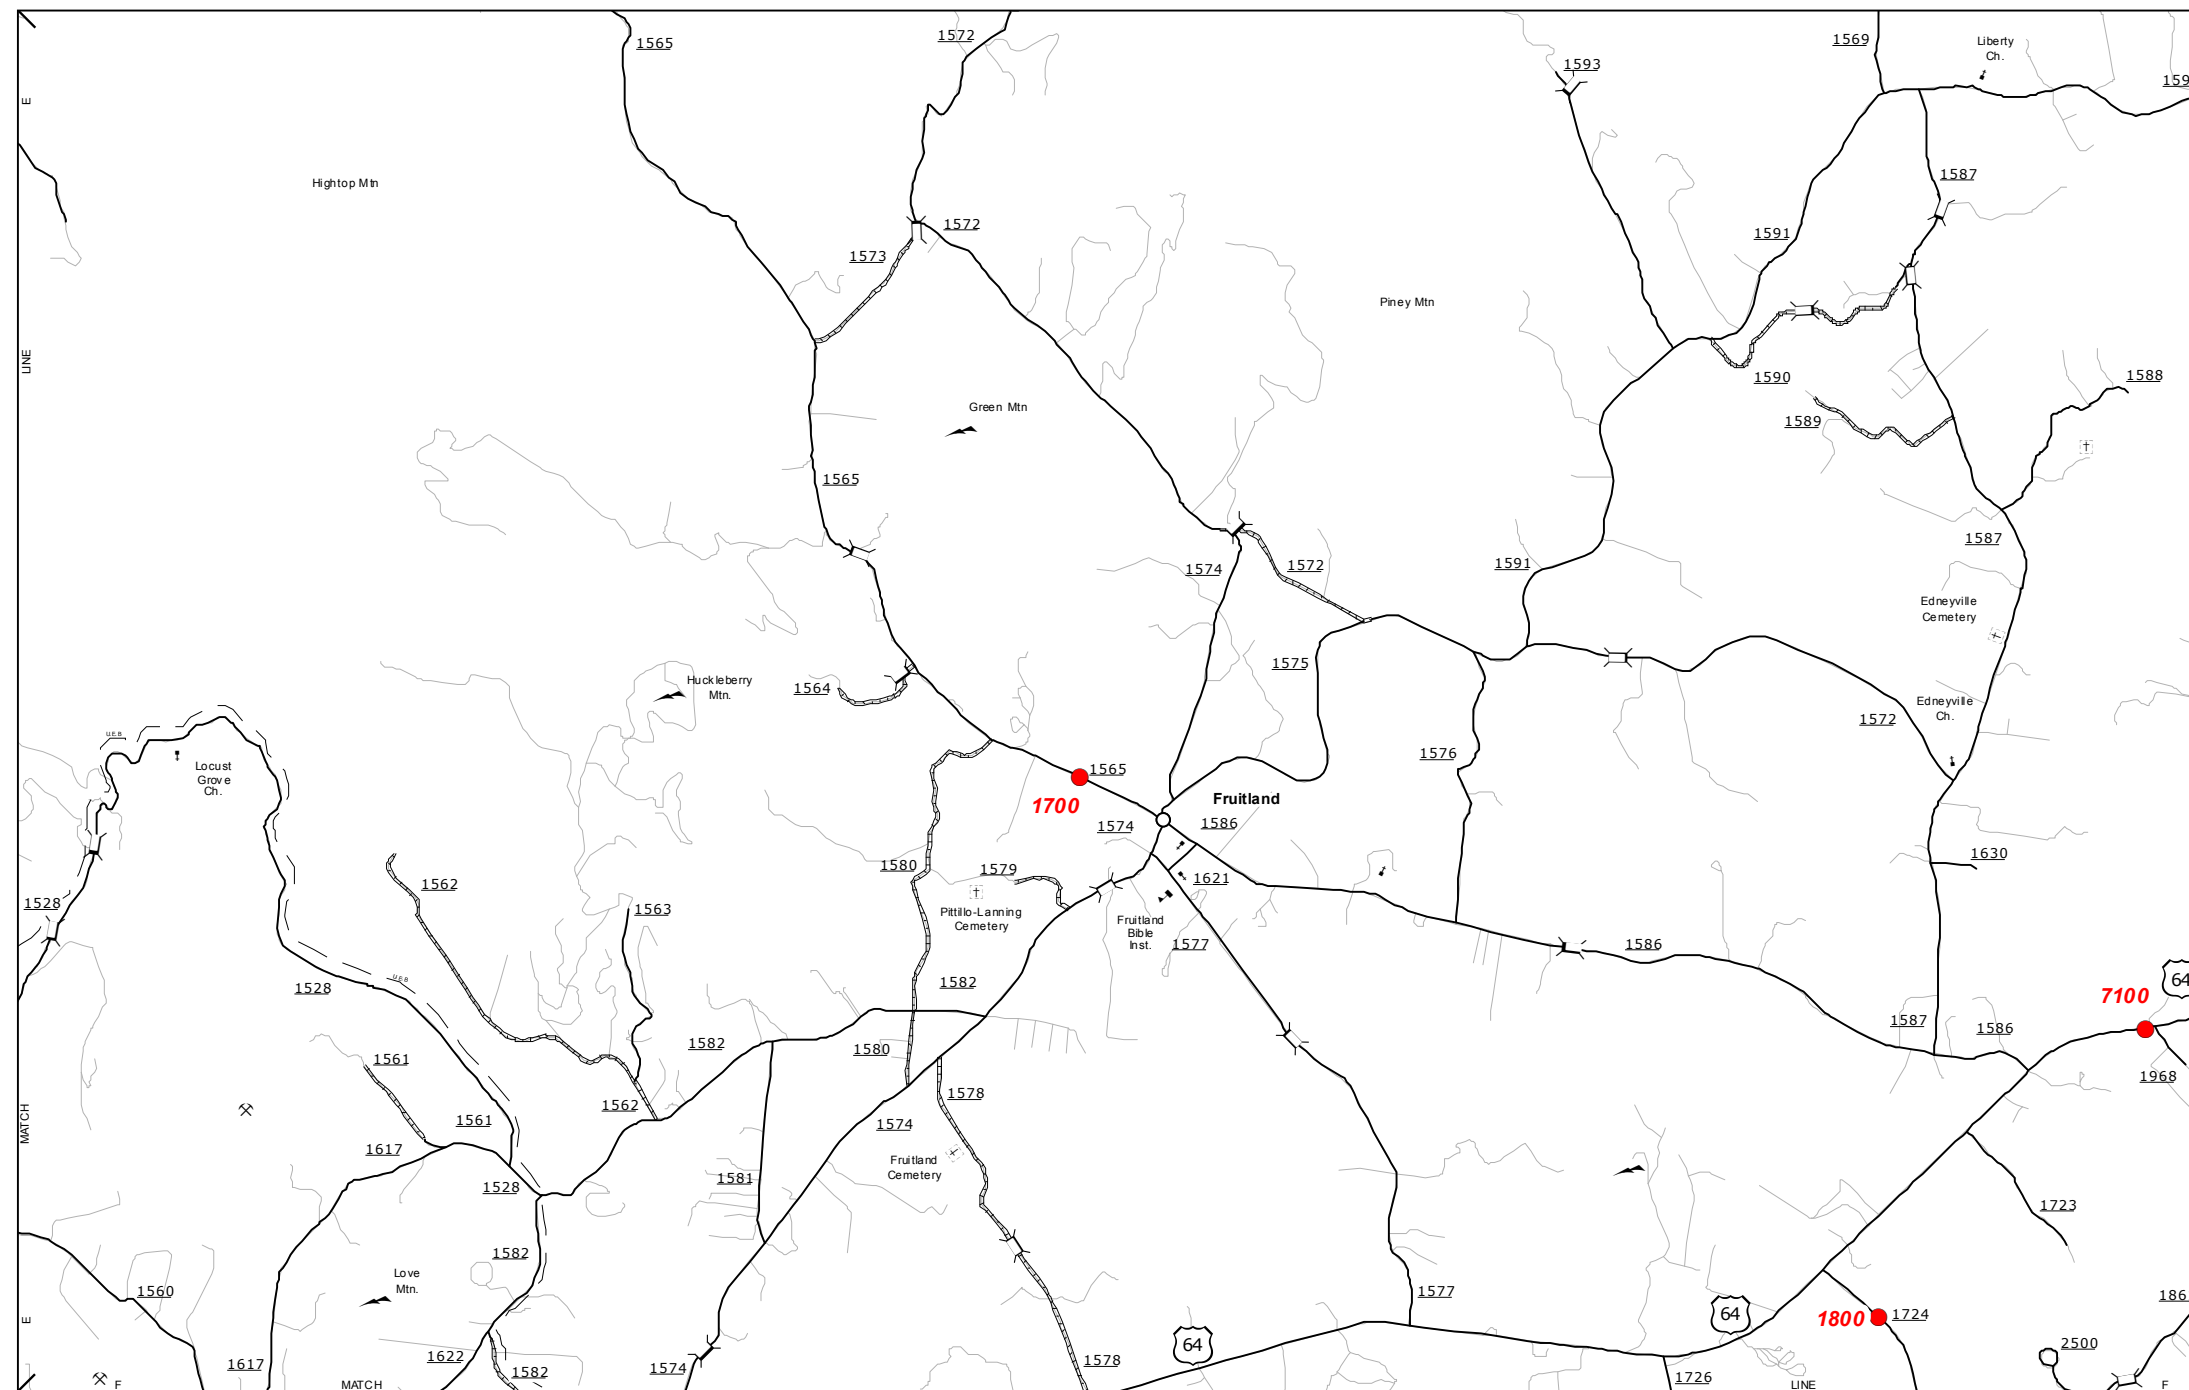 1565
1572
1569
Liberty
Ch.
1593
159
E
Hightop Mtn
1587
1572
1591
1573
Piney Mtn
LINE
1590
1588
Green Mtn
1589
1565
1587
1574
1572
1591
Edneyville
Cemetery
1575
Huckleberry
Mtn.
1564
Edneyville
Ch.
1572
U.E.B
Locust
Grove
Ch.
1576
1565
1700
Fruitland
1574
1586
1580
1579
1630
1562
1621
1528
1563
Pittillo-Lanning
Cemetery
Fruitland
Bible
Inst.
1577
1586
U.E.B
1528
1582
64
7100
1587
1586
1582
1580
1561
1968
1578
1562
MATCH
1561
1574
1617
Fruitland
Cemetery
1581
1528
1723
1582
Love
Mtn.
1560
1577
186
E
64
1800
1724
64
2500
1622
1617
1582
1574
1578
1726
F
MATCH
LINE
F